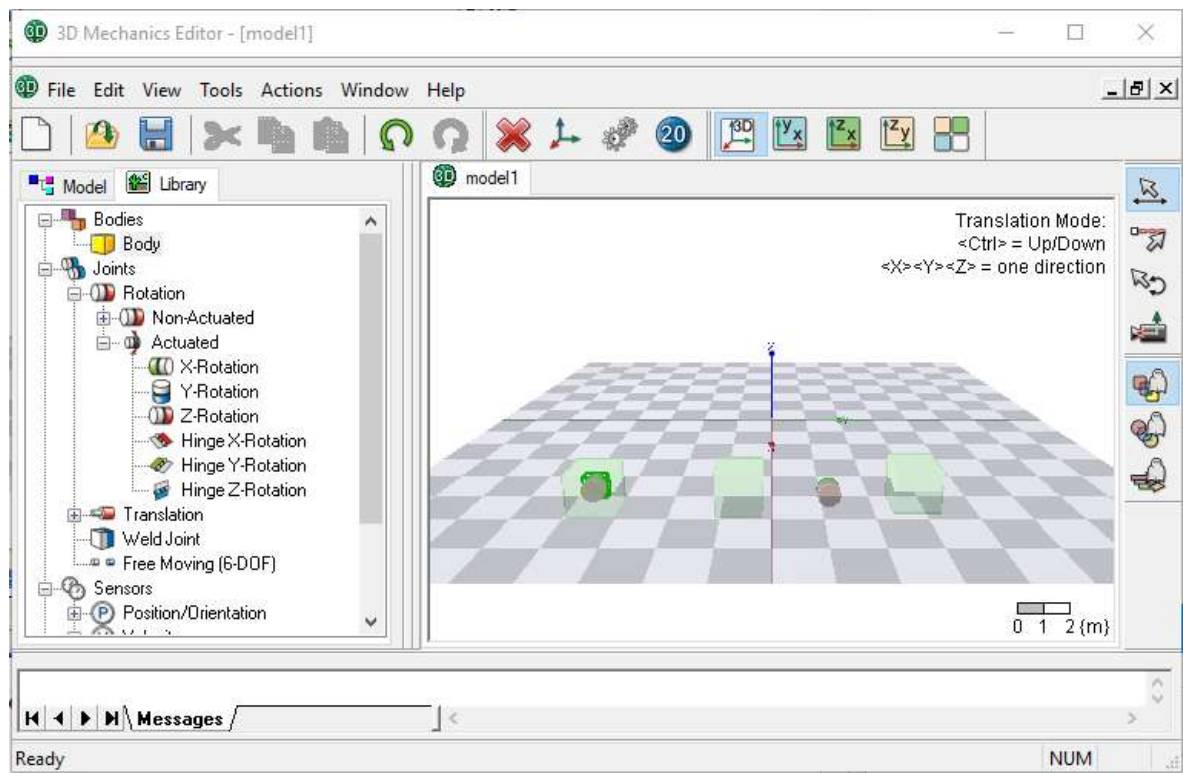 3D Mechanics Editor - [model1]
File Edit View Tools Actions Window Help
20 3D y x z x z y
Model Library
Bodies
Body
Joints
Rotation
Non-Actuated
Actuated
X-Rotation
Y-Rotation
Z-Rotation
Hinge X-Rotation
Hinge Y-Rotation
Hinge Z-Rotation
Translation
Weld Joint
Free Moving (6-DOF)
Sensors
Position/Orientation
model1
Translation Mode:
<Ctrl> = Up/Down
<X><Y><Z> = one direction
0 1 2 {m}
Messages
Ready NUM